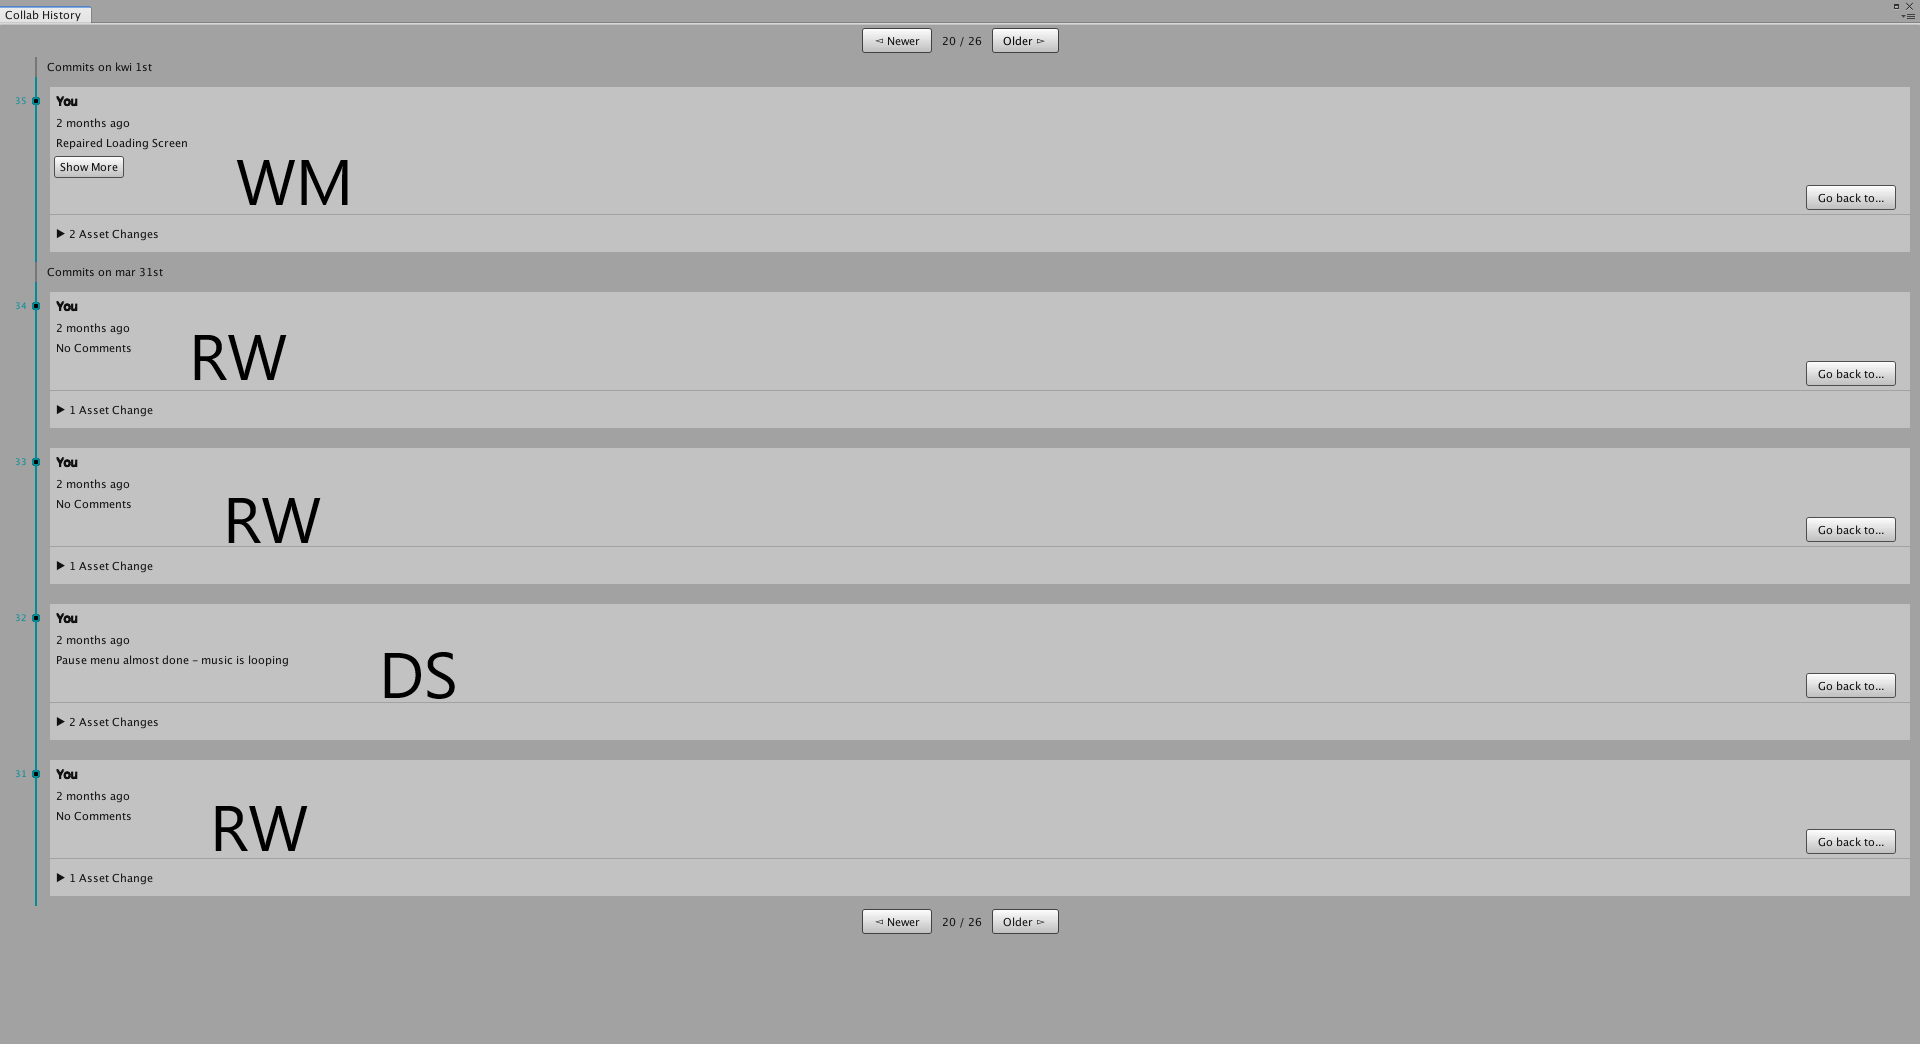 Collab History
◅ Newer 20 / 26 Older ▻
Commits on kwi 1st
35 You
2 months ago
Repaired Loading Screen
Show More
WM
Go back to...
▶ 2 Asset Changes
Commits on mar 31st
34 You
2 months ago
No Comments
RW
Go back to...
▶ 1 Asset Change
33 You
2 months ago
No Comments
RW
Go back to...
▶ 1 Asset Change
32 You
2 months ago
Pause menu almost done - music is looping
DS
Go back to...
▶ 2 Asset Changes
31 You
2 months ago
No Comments
RW
Go back to...
▶ 1 Asset Change
◅ Newer 20 / 26 Older ▻